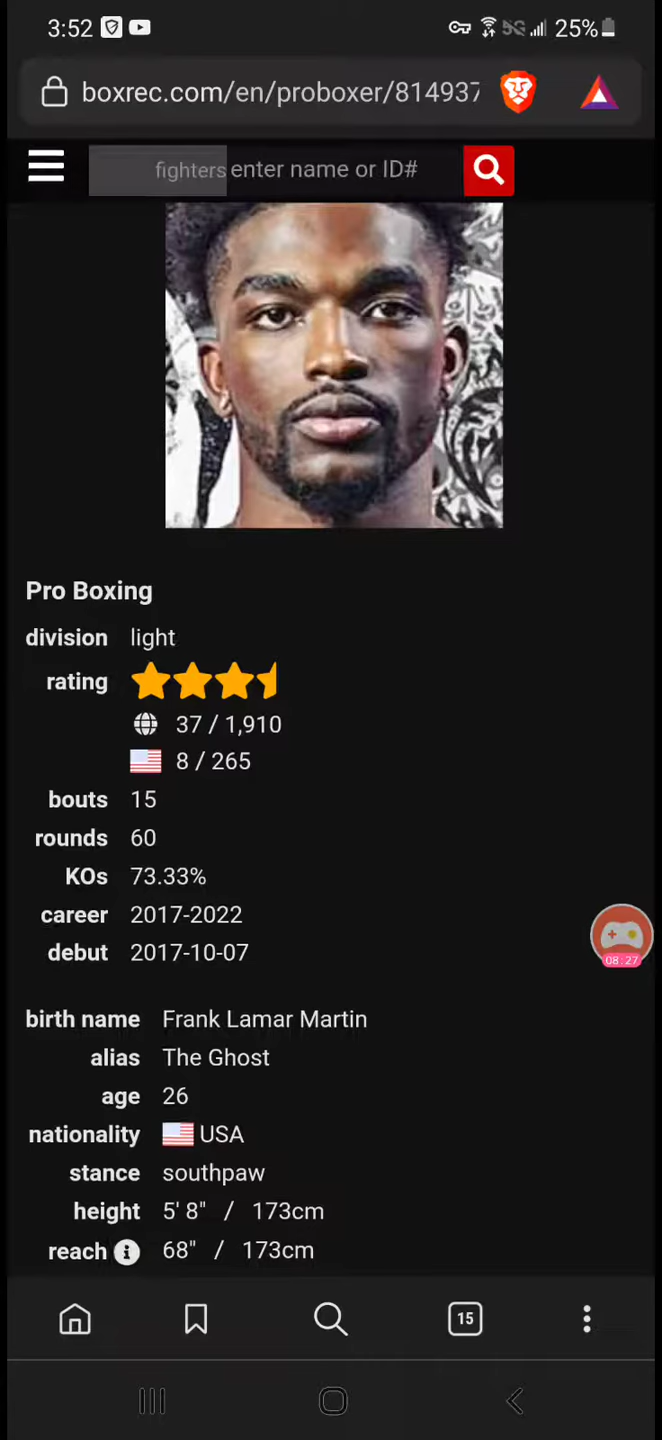 3:52 25%
boxrec.com/en/proboxer/814937
fighters enter name or ID#
Pro Boxing
division light
rating
37 / 1,910
8 / 265
bouts 15
rounds 60
KOs 73.33%
career 2017-2022
debut 2017-10-07
08:27
birth name Frank Lamar Martin
alias The Ghost
age 26
nationality USA
stance southpaw
height 5' 8" / 173cm
reach i 68" / 173cm
15